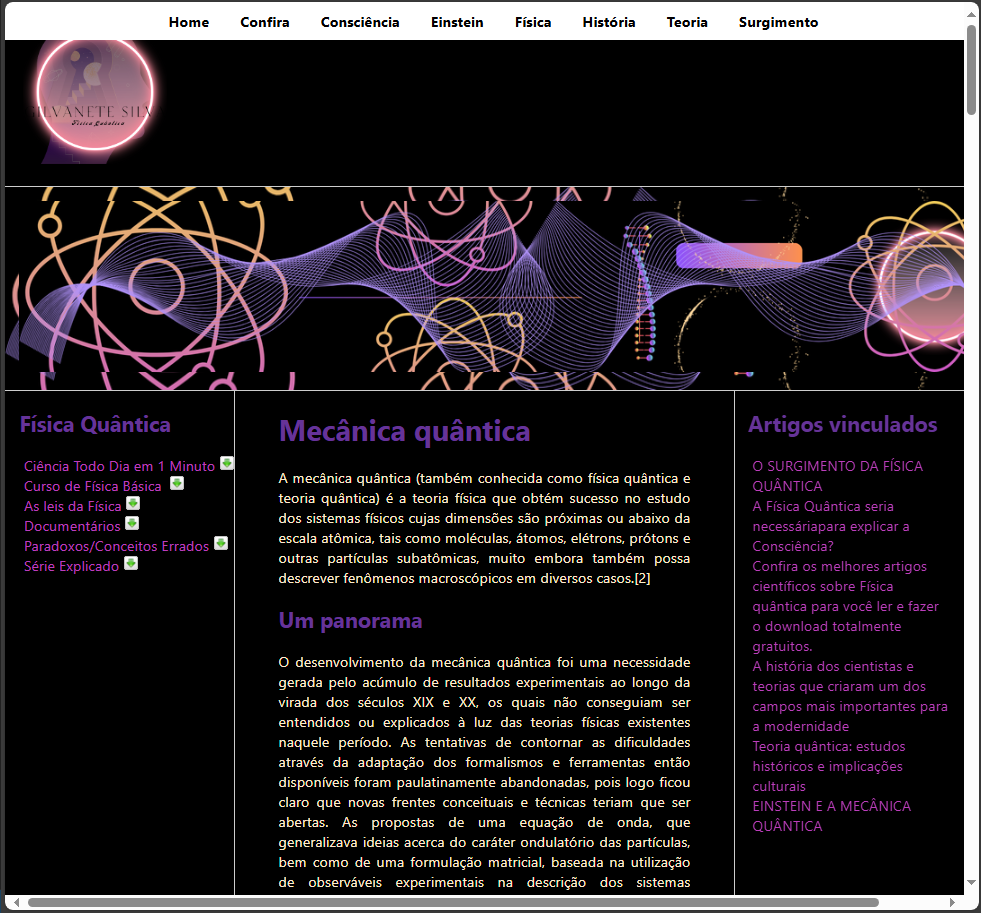 Home Confira Consciência Einstein Física História Teoria Surgimento
SILVANETE SILV
Física Quântica
Física Quântica
Ciência Todo Dia em 1 Minuto
Curso de Física Básica
As leis da Física
Documentários
Paradoxos/Conceitos Errados
Série Explicado
Mecânica quântica
A mecânica quântica (também conhecida como física quântica e
teoria quântica) é a teoria física que obtém sucesso no estudo
dos sistemas físicos cujas dimensões são próximas ou abaixo da
escala atômica, tais como moléculas, átomos, elétrons, prótons e
outras partículas subatômicas, muito embora também possa
descrever fenômenos macroscópicos em diversos casos.[2]
Um panorama
O desenvolvimento da mecânica quântica foi uma necessidade
gerada pelo acúmulo de resultados experimentais ao longo da
virada dos séculos XIX e XX, os quais não conseguiam ser
entendidos ou explicados à luz das teorias físicas existentes
naquele período. As tentativas de contornar as dificuldades
através da adaptação dos formalismos e ferramentas então
disponíveis foram paulatinamente abandonadas, pois logo ficou
claro que novas frentes conceituais e técnicas teriam que ser
abertas. As propostas de uma equação de onda, que
generalizava ideias acerca do caráter ondulatório das partículas,
bem como de uma formulação matricial, baseada na utilização
de observáveis experimentais na descrição dos sistemas
Artigos vinculados
O SURGIMENTO DA FÍSICA
QUÂNTICA
A Física Quântica seria
necessáriapara explicar a
Consciência?
Confira os melhores artigos
científicos sobre Física
quântica para você ler e fazer
o download totalmente
gratuitos.
A história dos cientistas e
teorias que criaram um dos
campos mais importantes para
a modernidade
Teoria quântica: estudos
históricos e implicações
culturais
EINSTEIN E A MECÂNICA
QUÂNTICA